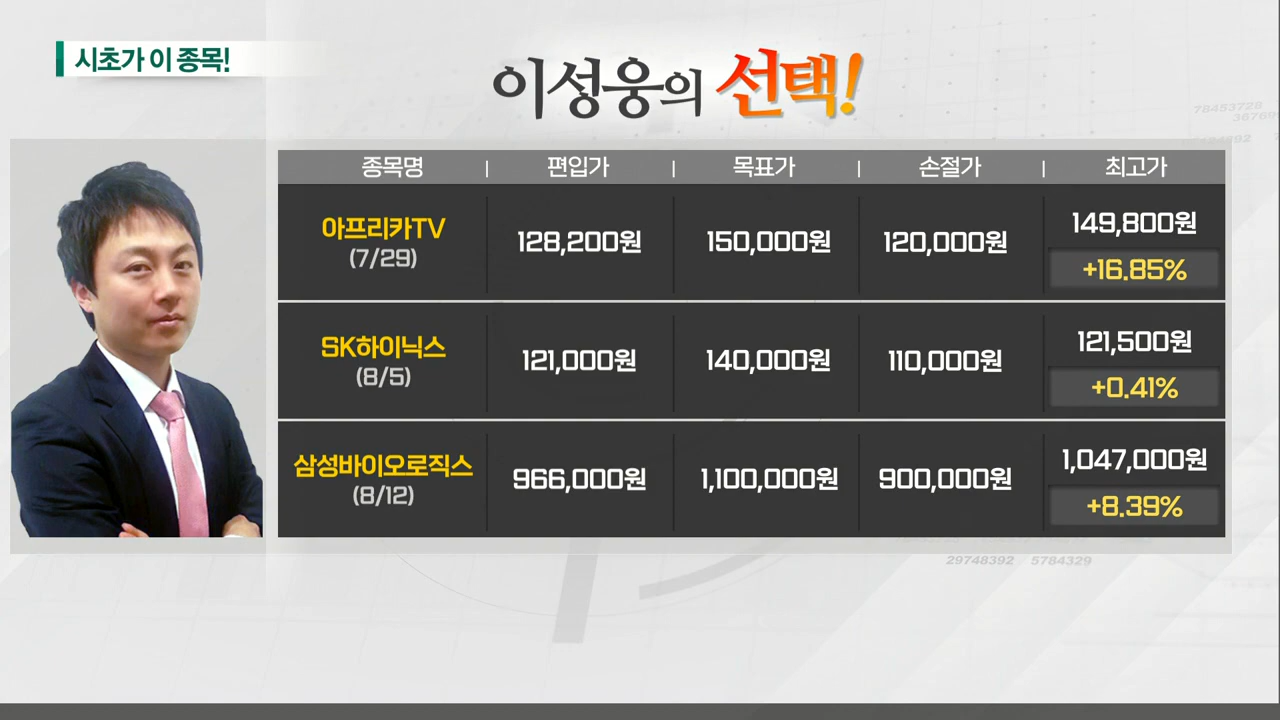 시초가 이 종목!
이성웅의 선택!
종목명 | 편입가 | 목표가 | 손절가 | 최고가
아프리카TV
(7/29)
128,200원
150,000원
120,000원
149,800원
+16.85%
SK하이닉스
(8/5)
121,000원
140,000원
110,000원
121,500원
+0.41%
삼성바이오로직스
(8/12)
966,000원
1,100,000원
900,000원
1,047,000원
+8.39%
78453728
29748392 5784329